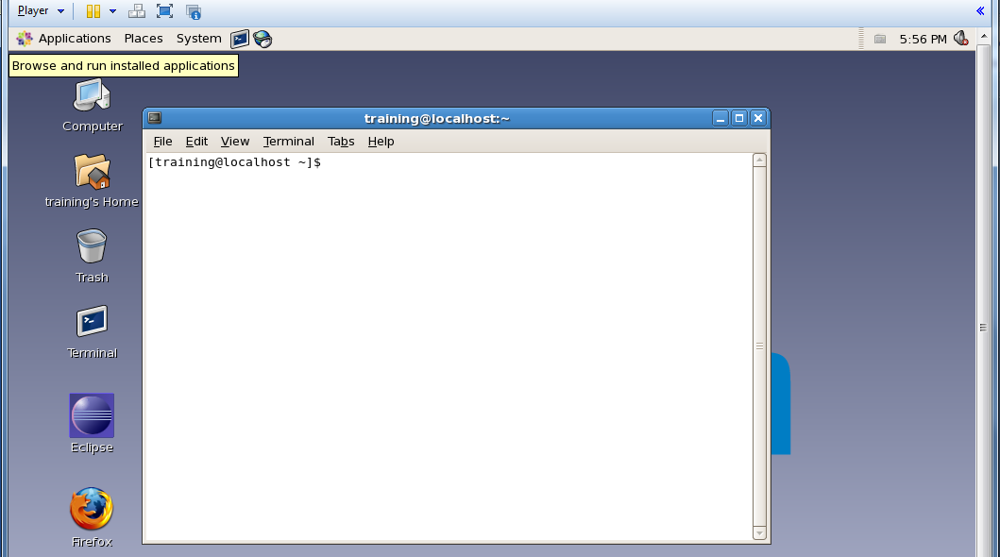 Player
Applications Places System 5:56 PM
Browse and run installed applications
Computer
training's Home
Trash
Terminal
Eclipse
Firefox
training@localhost:~
File Edit View Terminal Tabs Help
[training@localhost ~]$